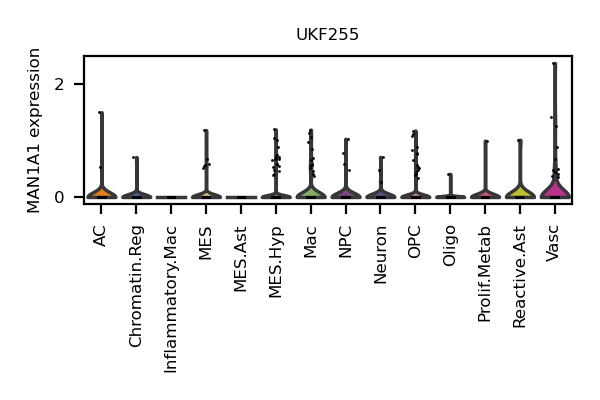 UKF255
MAN1A1 expression
2
0
AC
Chromatin.Reg
Inflammatory.Mac
MES
MES.Ast
MES.Hyp
Mac
NPC
Neuron
OPC
Oligo
Prolif.Metab
Reactive.Ast
Vasc